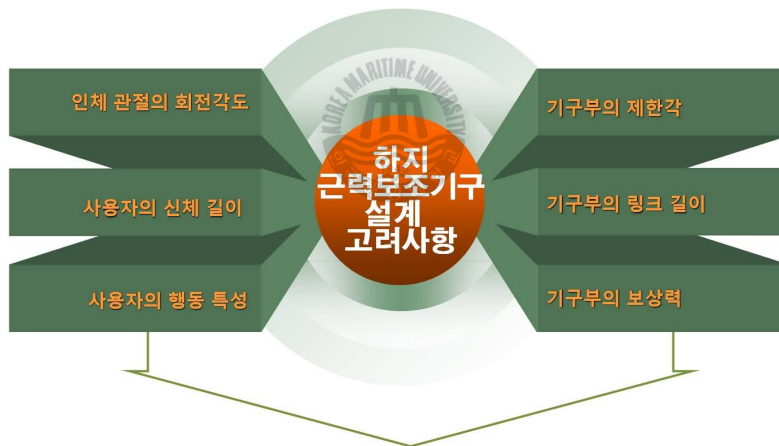 인체 관절의 회전각도
사용자의 신체 길이
사용자의 행동 특성
하지
근력보조기구
설계
고려사항
기구부의 제한각
기구부의 링크 길이
기구부의 보상력
KOREA MARITIME UNIVERSITY